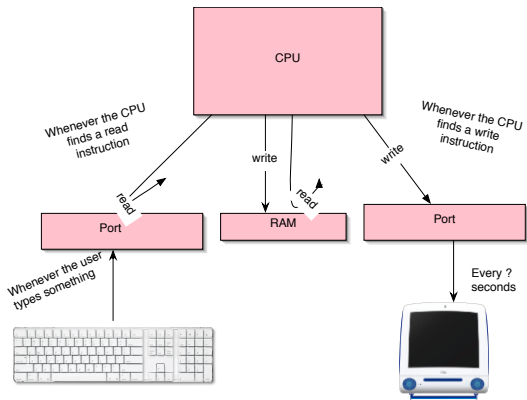 CPU
Whenever the CPU
finds a read
instruction
Whenever the CPU
finds a write
instruction
write
write
read
read
Port
RAM
Port
Whenever the user
types something
Every ?
seconds